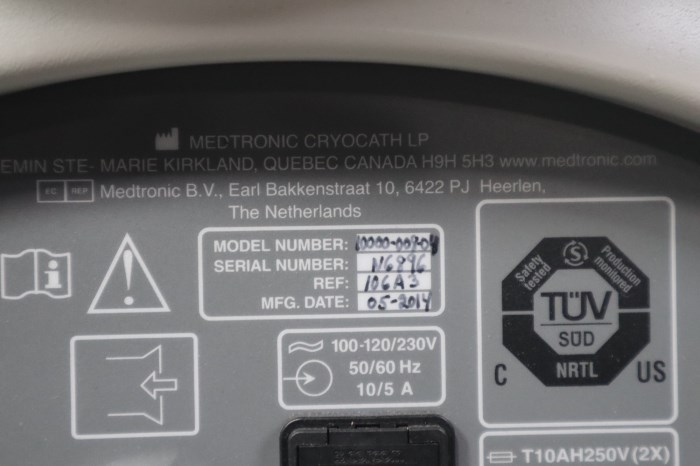 MEDTRONIC CRYOCATH LP
EMIN STE- MARIE KIRKLAND, QUEBEC CANADA H9H 5H3 www.medtronic.com
EC REP Medtronic B.V., Earl Bakkenstraat 10, 6422 PJ Heerlen,
The Netherlands
MODEL NUMBER:
SERIAL NUMBER: N6896
REF: 106A3
MFG. DATE: 05-2014
100-120/230V
50/60 Hz
10/5 A
Safety tested
S
Production monitored
TÜV
SÜD
NRTL
C US
T10AH250V (2X)